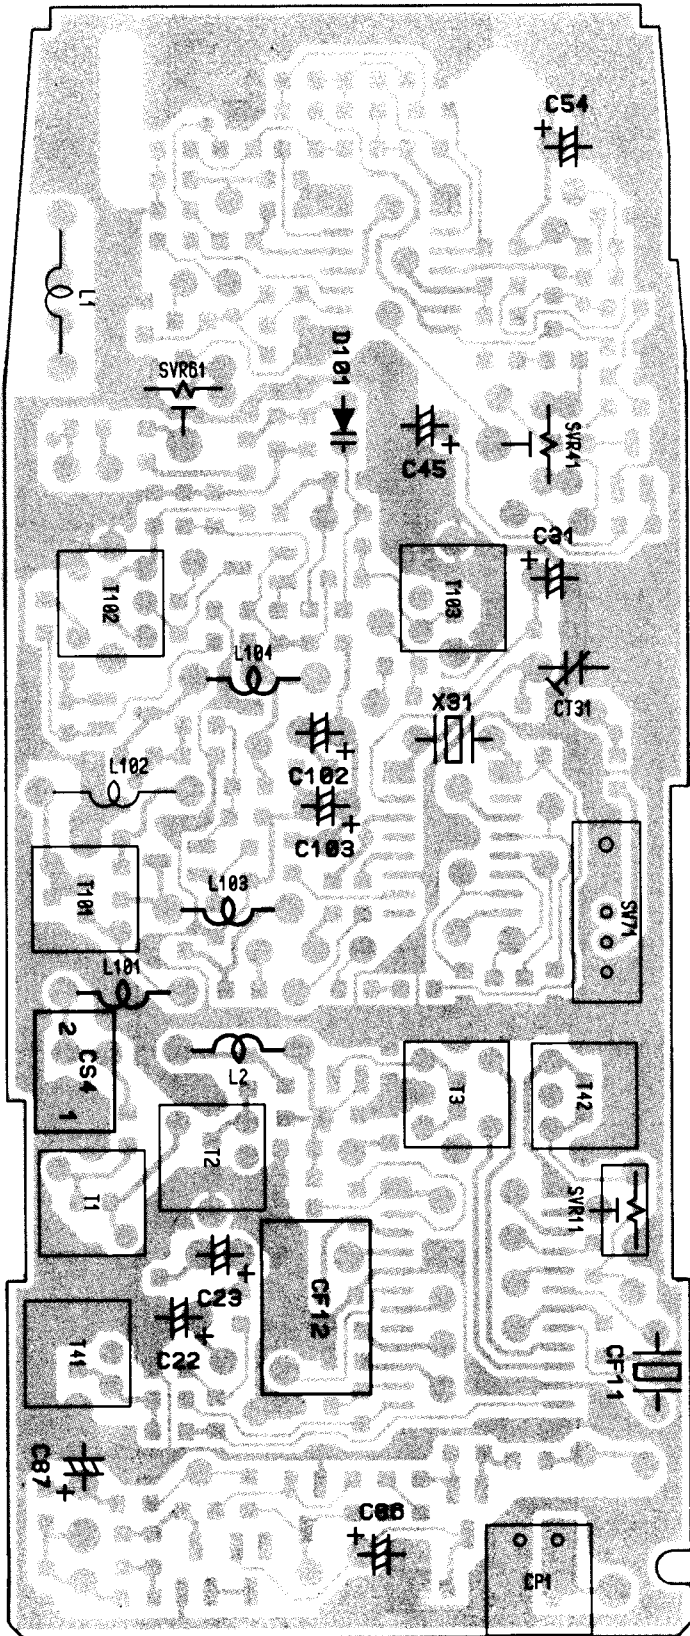 C54
+
L1
D101
SVR61
SVR41
C45
+
C31
+
T102
T103
L104
X31
CT31
C102
+
L102
C103
+
T101
L103
SV71
L101
2
CS4
1
L2
T3
T42
T2
T1
SVR11
C23
+
CF12
C22
+
T41
CF11
C87
+
C86
+
CP1